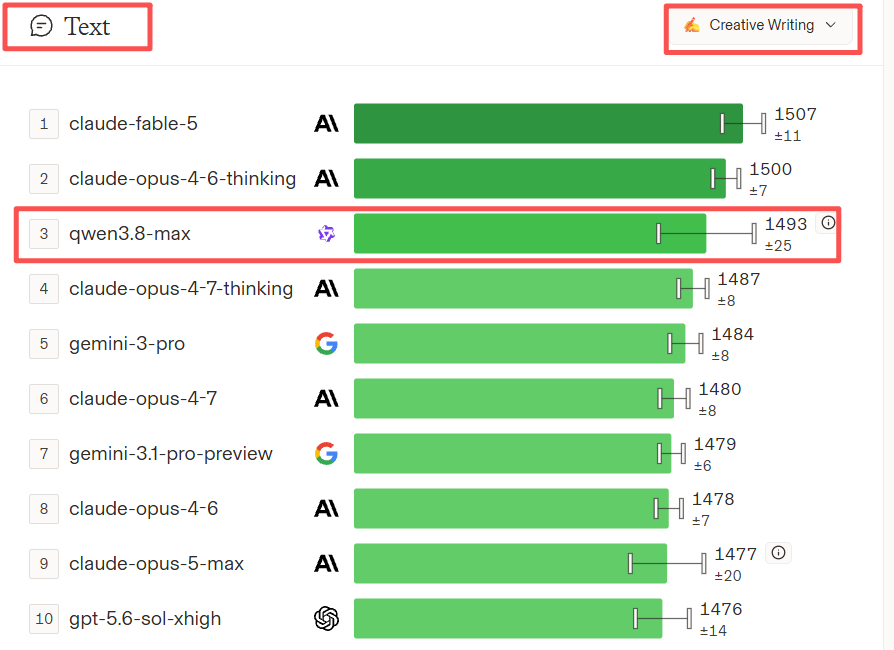 Text
Creative Writing
1 claude-fable-5 1507 ±11
2 claude-opus-4-6-thinking 1500 ±7
3 qwen3.8-max 1493 ±25
4 claude-opus-4-7-thinking 1487 ±8
5 gemini-3-pro 1484 ±8
6 claude-opus-4-7 1480 ±8
7 gemini-3.1-pro-preview 1479 ±6
8 claude-opus-4-6 1478 ±7
9 claude-opus-5-max 1477 ±20
10 gpt-5.6-sol-xhigh 1476 ±14